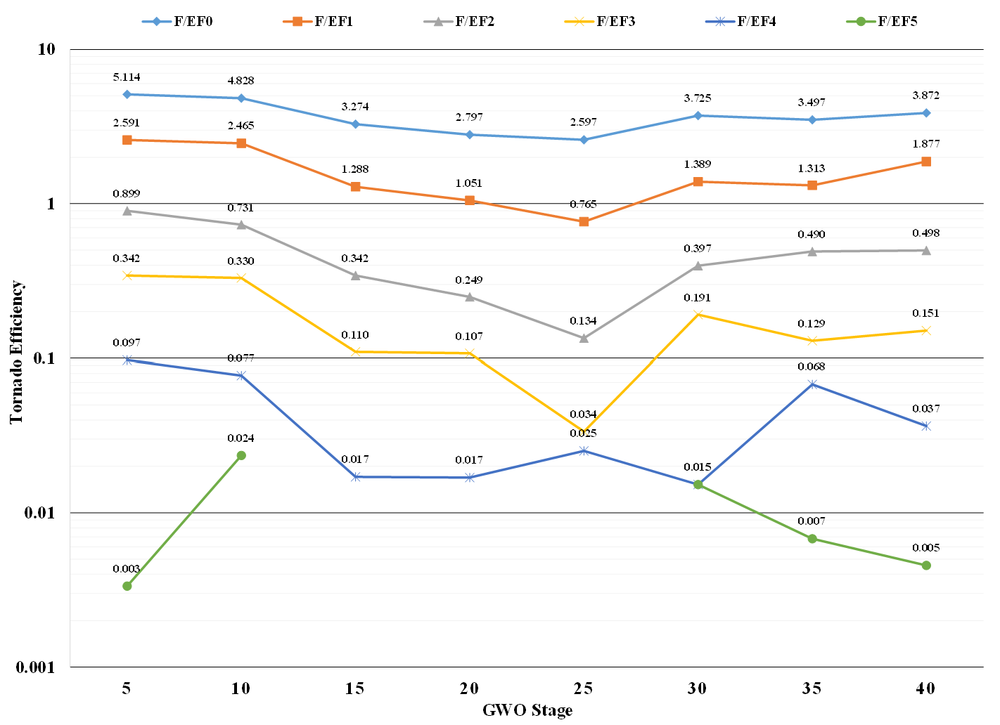 F/EF0 F/EF1 F/EF2 F/EF3 F/EF4 F/EF5
10
5.114 4.828 3.274 2.797 2.597 3.725 3.497 3.872
2.591 2.465 1.288 1.051 0.765 1.389 1.313 1.877
1
0.899 0.731 0.342 0.249 0.134 0.397 0.490 0.498
0.342 0.330 0.110 0.107 0.034 0.191 0.129 0.151
0.1
0.097 0.077 0.017 0.017 0.025 0.015 0.068 0.037
0.01
0.003 0.024 0.007 0.005
0.001
5 10 15 20 25 30 35 40
GWO Stage
Tornado Efficiency